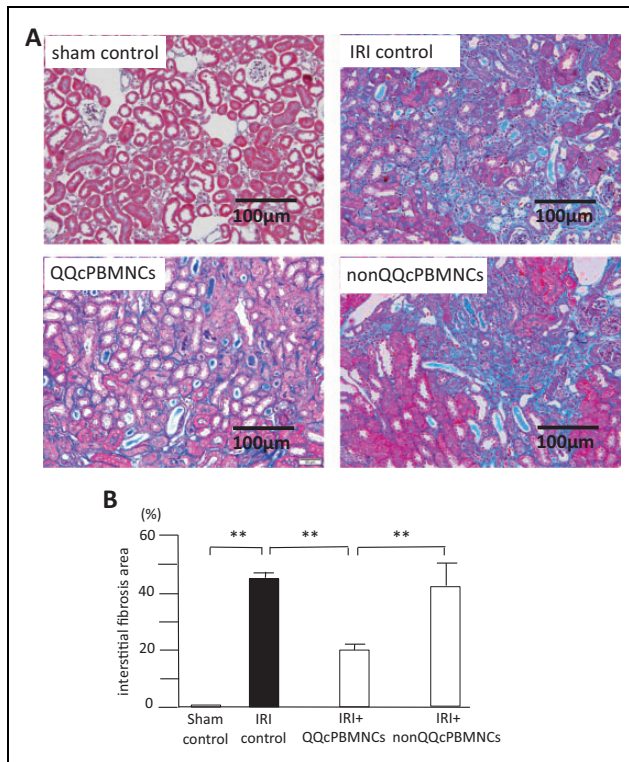 A
sham control
IRI control
100μm
100μm
QQcPBMNCs
nonQQcPBMNCs
100μm
100μm
B
(%)
60
40
20
0
interstitial fibrosis area
** ** **
Sham control
IRI control
IRI+ QQcPBMNCs
IRI+ nonQQcPBMNCs